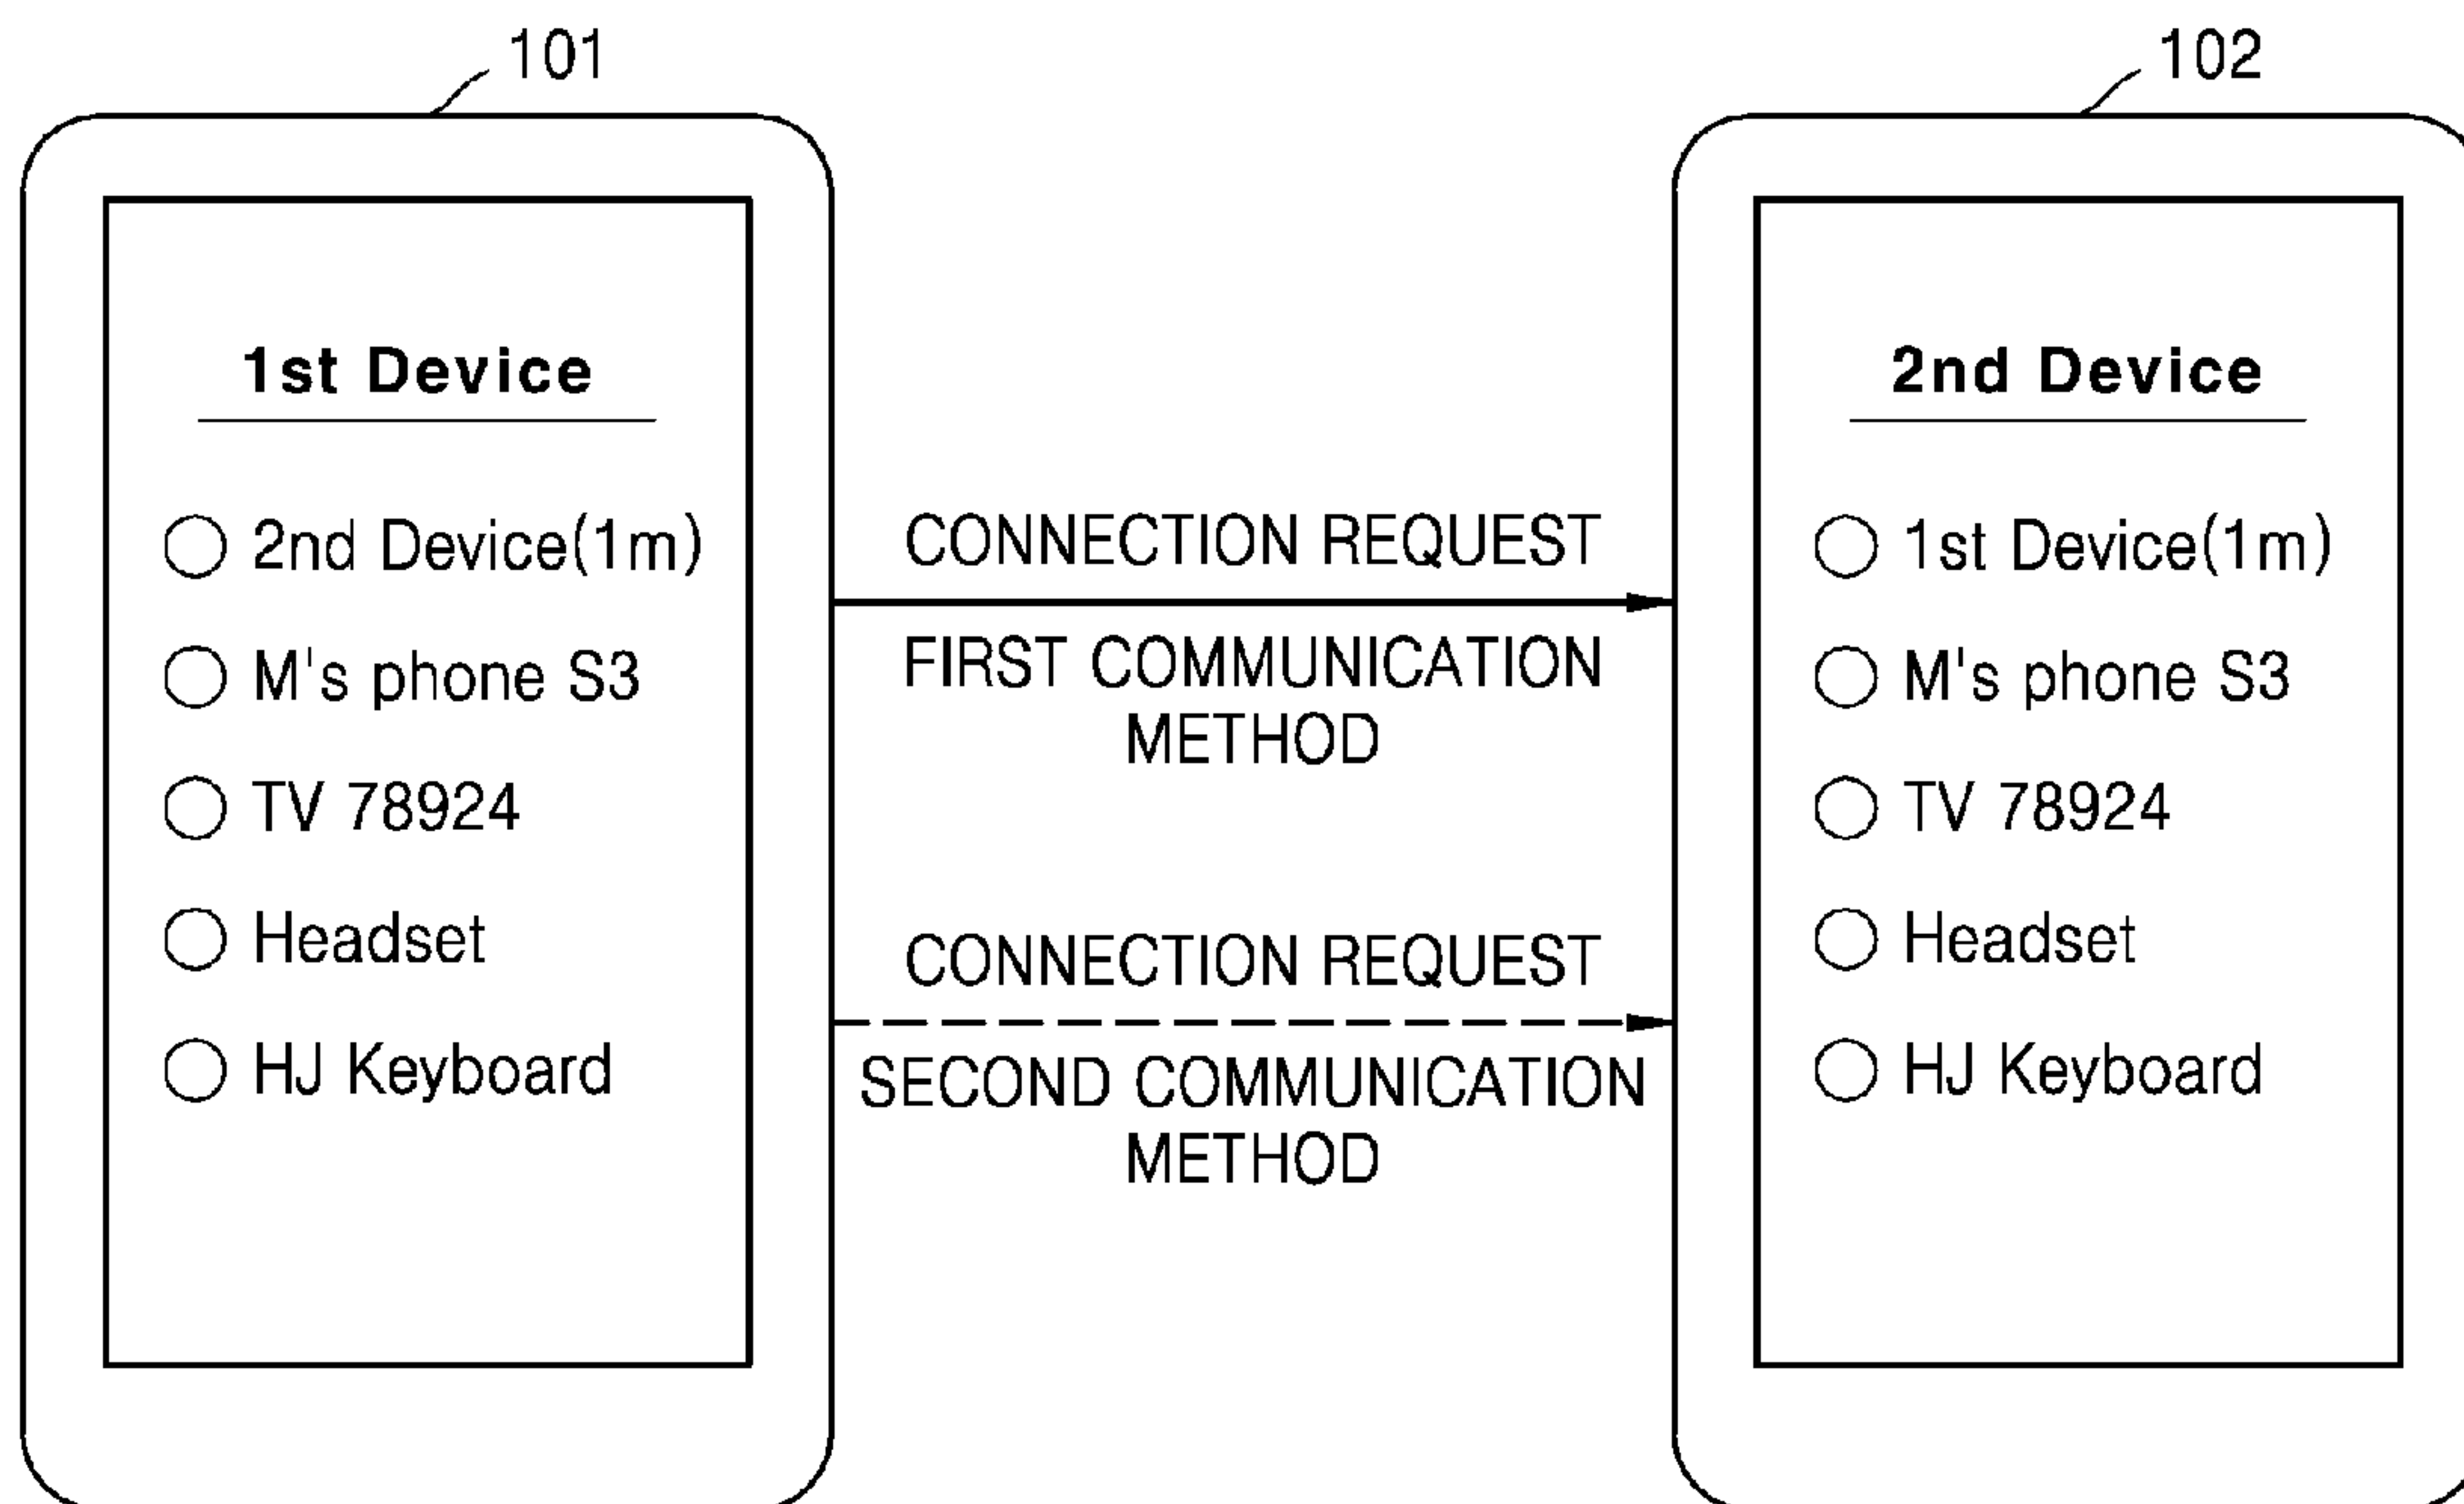 101
102
1st Device
2nd Device(1m)
M's phone S3
TV 78924
Headset
HJ Keyboard
CONNECTION REQUEST
FIRST COMMUNICATION
METHOD
CONNECTION REQUEST
SECOND COMMUNICATION
METHOD
2nd Device
1st Device(1m)
M's phone S3
TV 78924
Headset
HJ Keyboard